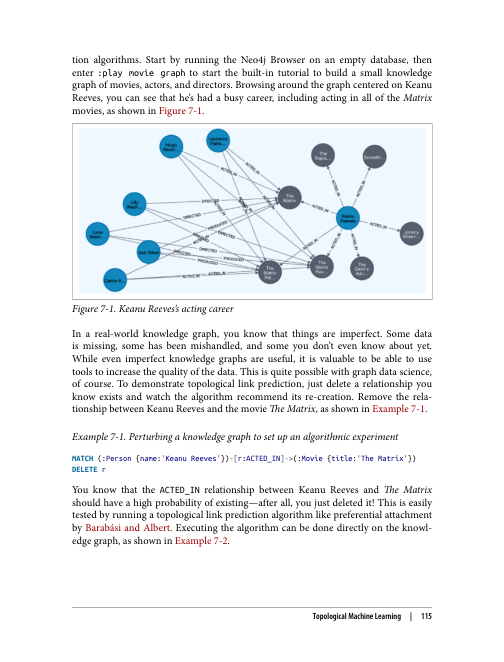 tion algorithms. Start by running the Neo4j Browser on an empty database, then
enter :play movie graph to start the built-in tutorial to build a small knowledge
graph of movies, actors, and directors. Browsing around the graph centered on Keanu
Reeves, you can see that he's had a busy career, including acting in all of the Matrix
movies, as shown in Figure 7-1.
Hugo
The
Lilly
Wach...
The
Matrix
Keanu
Reeves
Lana
Wach...
Johnny
Joel Silver
The
Matrix
The
Matrix
The
Devil's
Adv...
Carrie-A...
ACTED_IN
ACTED_IN
ACTED_IN
ACTED_IN
ACTED_IN
ACTED_IN
DIRECTED
DIRECTED
DIRECTED
DIRECTED
PRODUCED
PRODUCED
PRODUCED
Figure 7-1. Keanu Reeves's acting career
In a real-world knowledge graph, you know that things are imperfect. Some data
is missing, some has been mishandled, and some you don't even know about yet.
While even imperfect knowledge graphs are useful, it is valuable to be able to use
tools to increase the quality of the data. This is quite possible with graph data science,
of course. To demonstrate topological link prediction, just delete a relationship you
know exists and watch the algorithm recommend its re-creation. Remove the rela-
tionship between Keanu Reeves and the movie The Matrix, as shown in Example 7-1.
Example 7-1. Perturbing a knowledge graph to set up an algorithmic experiment
MATCH (:Person {name:'Keanu Reeves'})-[r:ACTED_IN]->(:Movie {title:'The Matrix'})
DELETE r
You know that the ACTED_IN relationship between Keanu Reeves and The Matrix
should have a high probability of existing—after all, you just deleted it! This is easily
tested by running a topological link prediction algorithm like preferential attachment
by Barabási and Albert. Executing the algorithm can be done directly on the knowl-
edge graph, as shown in Example 7-2.
Topological Machine Learning | 115